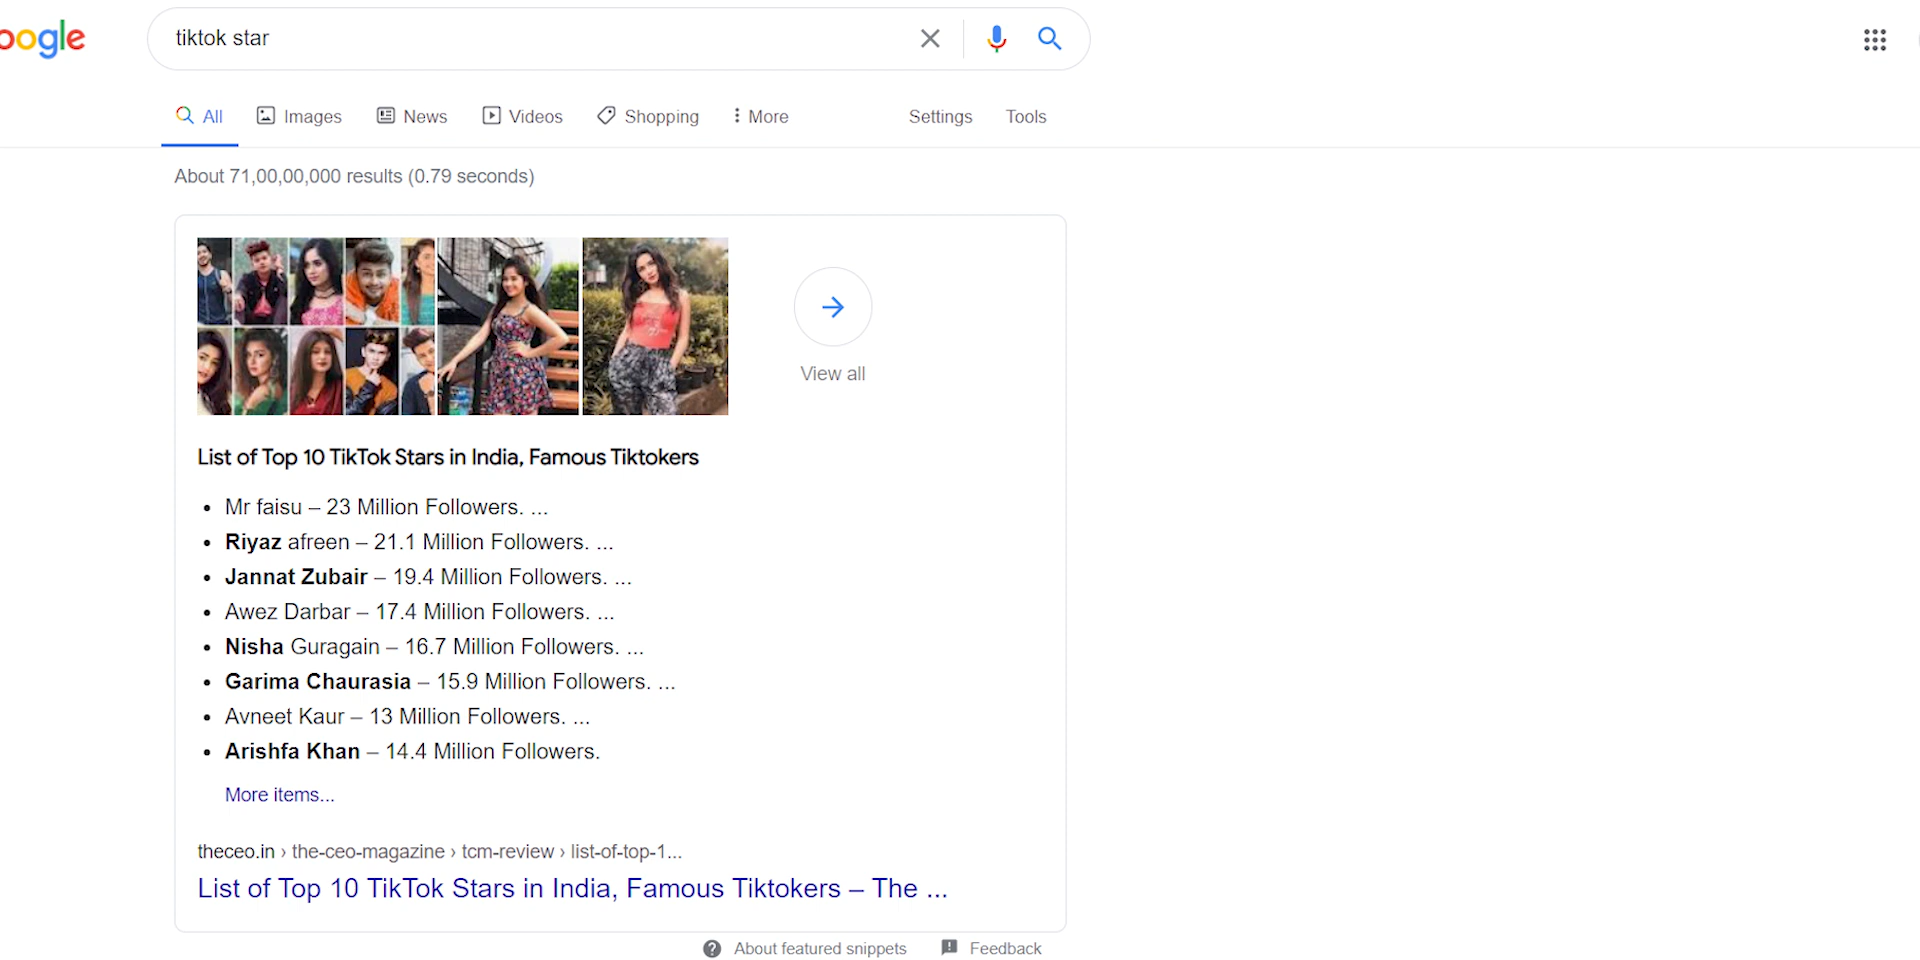 oogle
tiktok star
All Images News Videos Shopping More Settings Tools
About 71,00,00,000 results (0.79 seconds)
View all
List of Top 10 TikTok Stars in India, Famous Tiktokers
• Mr faisu – 23 Million Followers. ...
• Riyaz afreen – 21.1 Million Followers. ...
• Jannat Zubair – 19.4 Million Followers. ...
• Awez Darbar – 17.4 Million Followers. ...
• Nisha Guragain – 16.7 Million Followers. ...
• Garima Chaurasia – 15.9 Million Followers. ...
• Avneet Kaur – 13 Million Followers. ...
• Arishfa Khan – 14.4 Million Followers.
More items...
theceo.in › the-ceo-magazine › tcm-review › list-of-top-1...
List of Top 10 TikTok Stars in India, Famous Tiktokers – The ...
About featured snippets Feedback